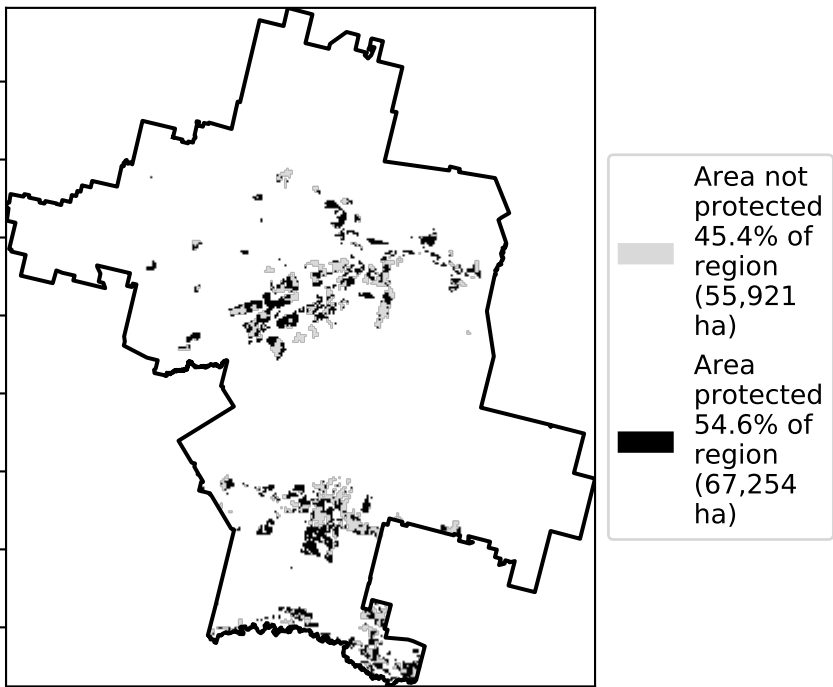 Area not
protected
45.4% of
region
(55,921
ha)
Area
protected
54.6% of
region
(67,254
ha)